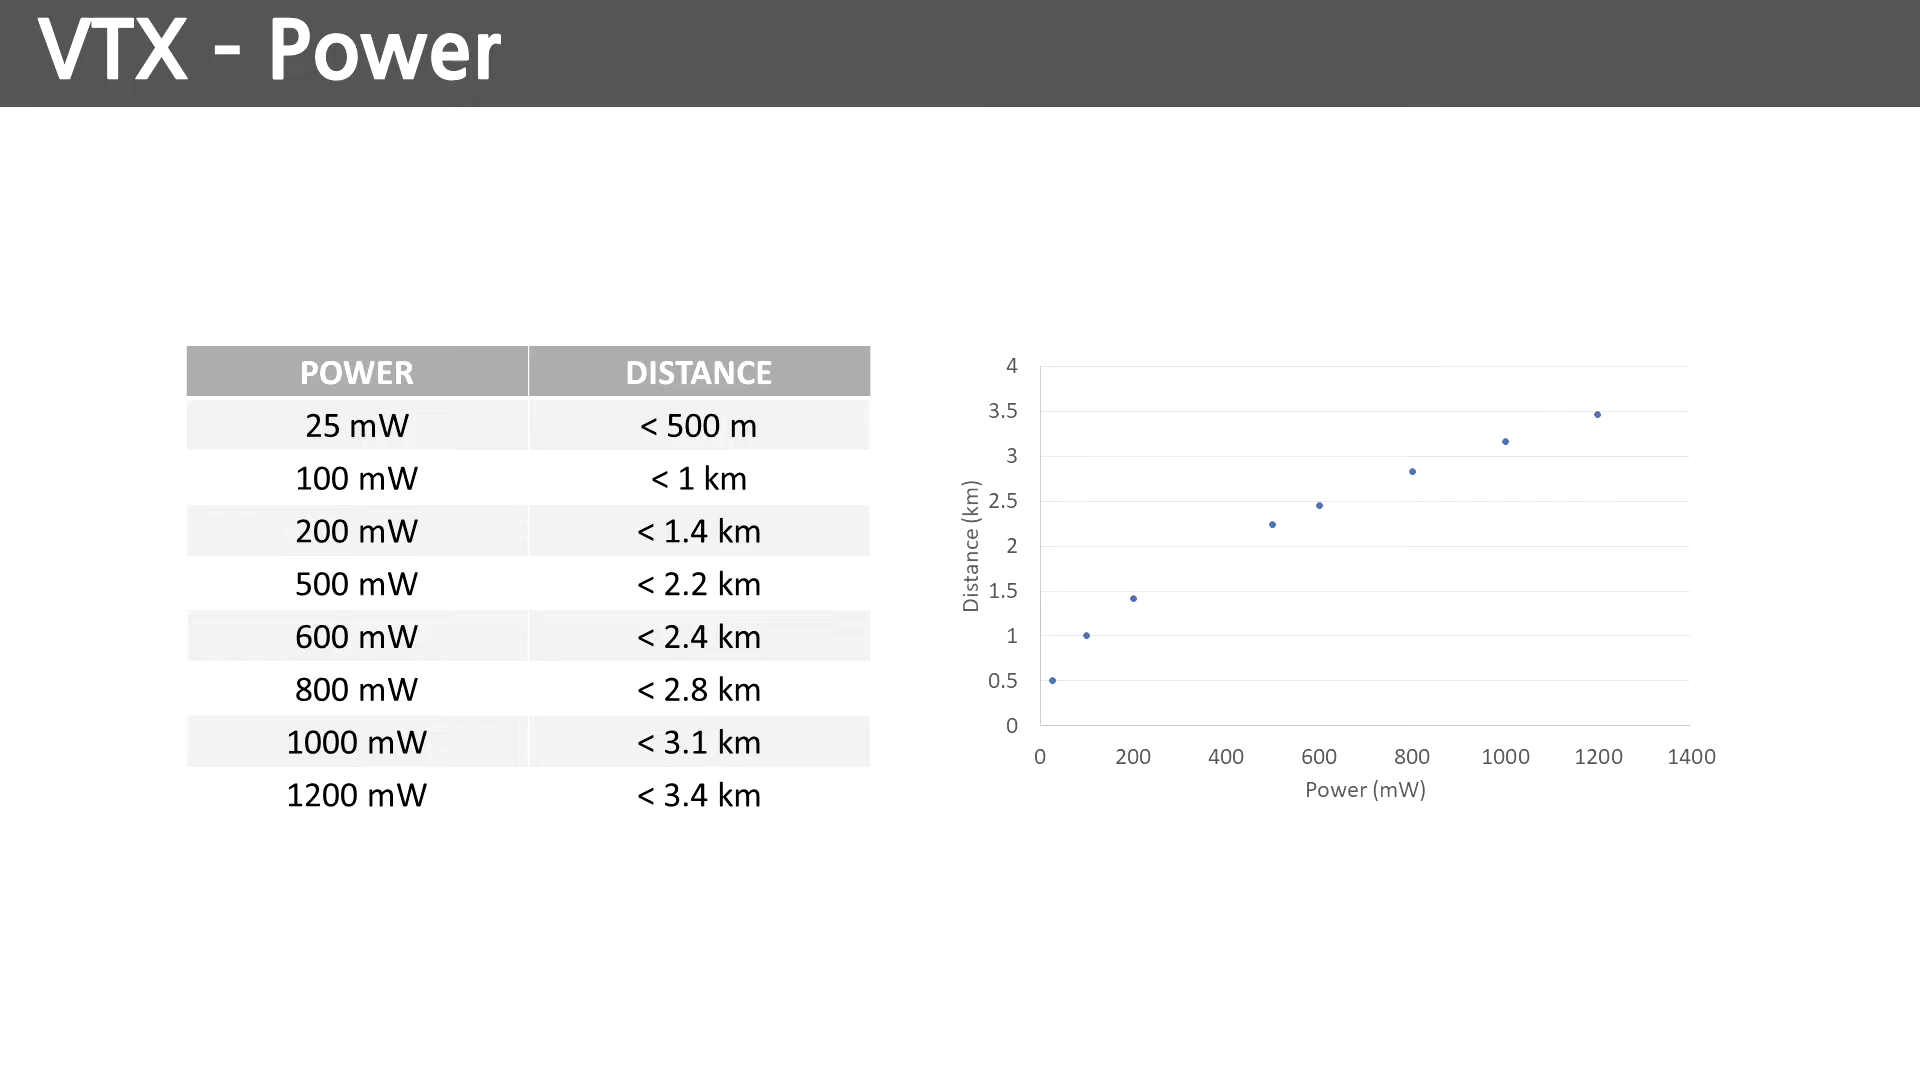 VTX - Power
POWER DISTANCE
25 mW < 500 m
100 mW < 1 km
200 mW < 1.4 km
500 mW < 2.2 km
600 mW < 2.4 km
800 mW < 2.8 km
1000 mW < 3.1 km
1200 mW < 3.4 km
Distance (km)
4
3.5
3
2.5
2
1.5
1
0.5
0
0 200 400 600 800 1000 1200 1400
Power (mW)